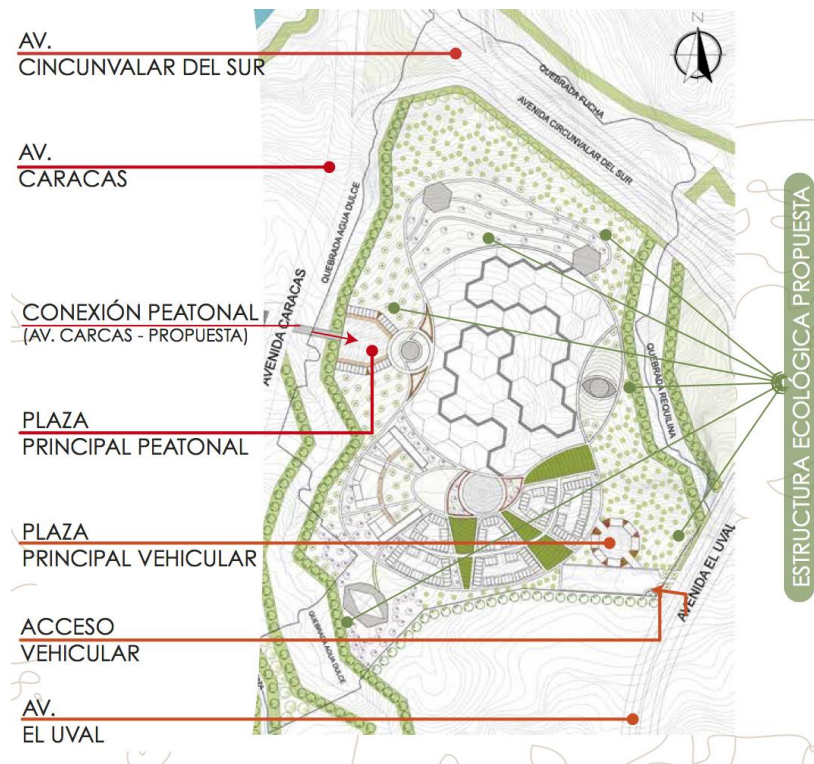 AV.
CINCUNVALAR DEL SUR
AV.
CARACAS
CONEXIÓN PEATONAL
(AV. CARCAS - PROPUESTA)
PLAZA
PRINCIPAL PEATONAL
PLAZA
PRINCIPAL VEHICULAR
ACCESO
VEHICULAR
AV.
EL UVAL
N
QUEBRADA FUCHA
AVENIDA CIRCUNVALAR DEL SUR
QUEBRADA AGUA DULCE
AVENIDA CARACAS
QUEBRADA REQUILINA
AVENIDA EL UVAL
QUEBRADA AGUA DULCE
ESTRUCTURA ECOLÓGICA PROPUESTA